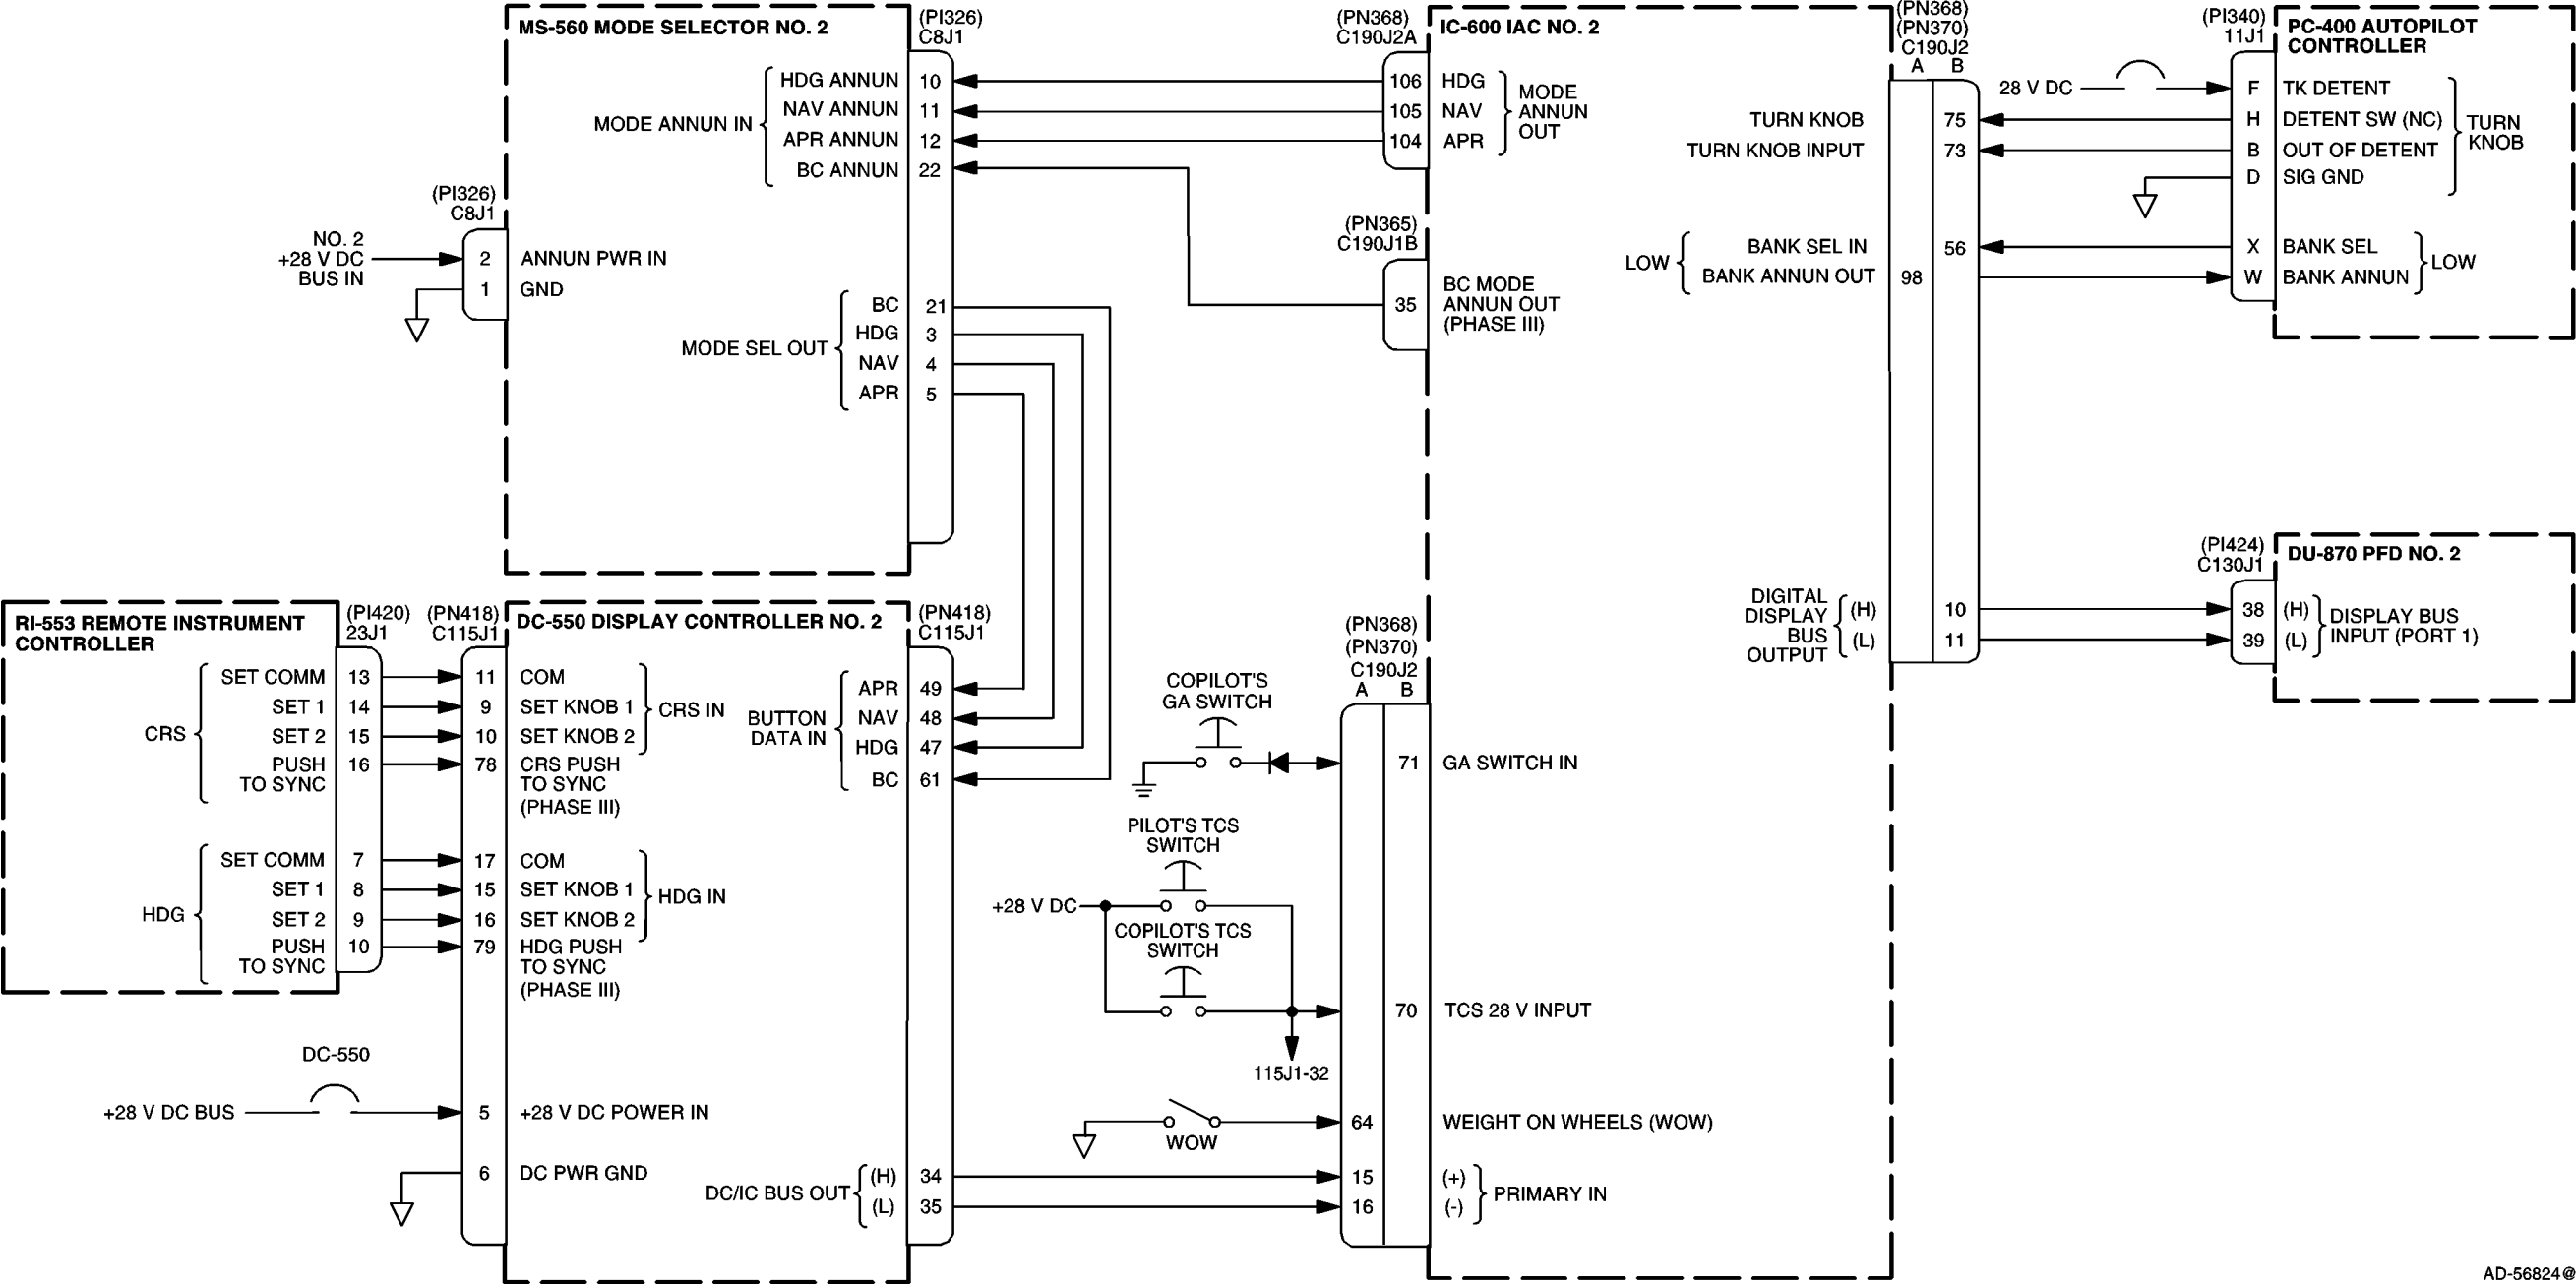 MS-560 MODE SELECTOR NO. 2
(PI326)
C8J1
MODE ANNUN IN
HDG ANNUN 10
NAV ANNUN 11
APR ANNUN 12
BC ANNUN 22
(PI326)
C8J1
NO. 2
+28 V DC
BUS IN
2 ANNUN PWR IN
1 GND
MODE SEL OUT
BC 21
HDG 3
NAV 4
APR 5
(PN368)
C190J2A
IC-600 IAC NO. 2
106 HDG
105 NAV
104 APR
MODE
ANNUN
OUT
(PN365)
C190J1B
35
BC MODE
ANNUN OUT
(PHASE III)
(PN368)
(PN370)
C190J2
A B
TURN KNOB 75
TURN KNOB INPUT 73
LOW
BANK SEL IN 56
BANK ANNUN OUT 98
DIGITAL
DISPLAY
BUS
OUTPUT
(H) 10
(L) 11
(PI340)
11J1
PC-400 AUTOPILOT
CONTROLLER
28 V DC
F TK DETENT
H DETENT SW (NC)
B OUT OF DETENT
D SIG GND
TURN
KNOB
X BANK SEL
W BANK ANNUN
LOW
(PI424)
C130J1
DU-870 PFD NO. 2
38 (H)
39 (L)
DISPLAY BUS
INPUT (PORT 1)
RI-553 REMOTE INSTRUMENT
CONTROLLER
(PI420)
23J1
CRS
SET COMM 13
SET 1 14
SET 2 15
PUSH 16
TO SYNC
HDG
SET COMM 7
SET 1 8
SET 2 9
PUSH 10
TO SYNC
(PN418)
C115J1
DC-550 DISPLAY CONTROLLER NO. 2
(PN418)
C115J1
11 COM
9 SET KNOB 1
10 SET KNOB 2
CRS IN
78 CRS PUSH
TO SYNC
(PHASE III)
17 COM
15 SET KNOB 1
16 SET KNOB 2
HDG IN
79 HDG PUSH
TO SYNC
(PHASE III)
DC-550
+28 V DC BUS
5 +28 V DC POWER IN
6 DC PWR GND
BUTTON
DATA IN
APR 49
NAV 48
HDG 47
BC 61
DC/IC BUS OUT
(H) 34
(L) 35
(PN368)
(PN370)
C190J2
A B
COPILOT'S
GA SWITCH
71 GA SWITCH IN
PILOT'S TCS
SWITCH
+28 V DC
COPILOT'S TCS
SWITCH
70 TCS 28 V INPUT
115J1-32
WOW
64 WEIGHT ON WHEELS (WOW)
15 (+)
16 (-)
PRIMARY IN
AD-56824@